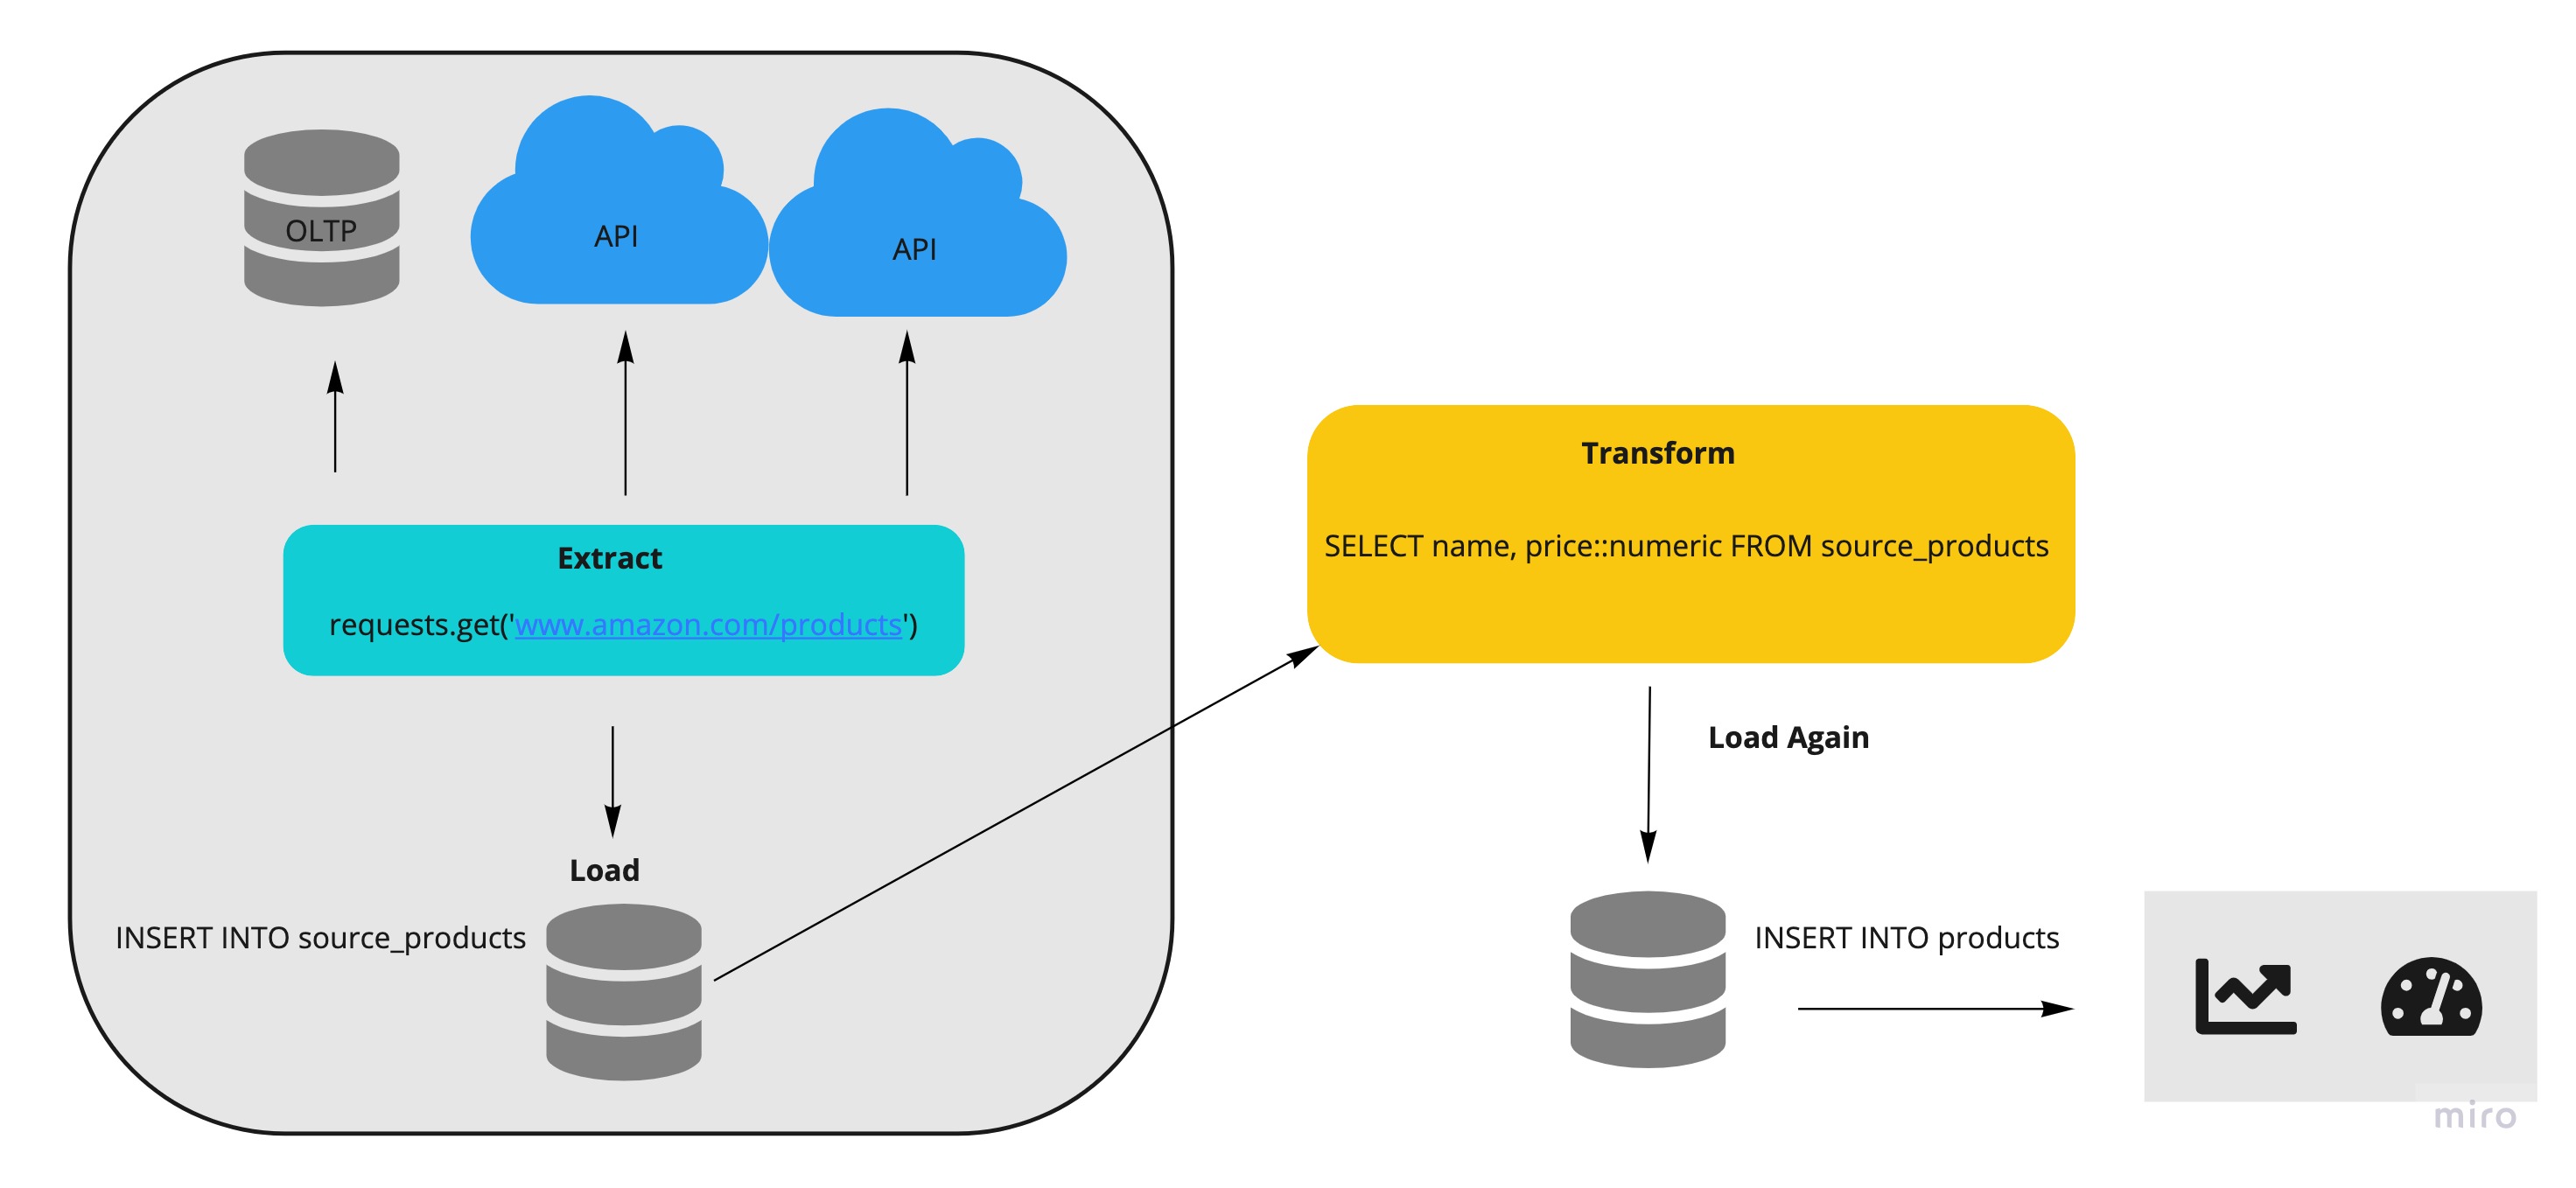 OLTP
API
API
Extract
requests.get('www.amazon.com/products')
Load
INSERT INTO source_products
Transform
SELECT name, price::numeric FROM source_products
Load Again
INSERT INTO products
miro